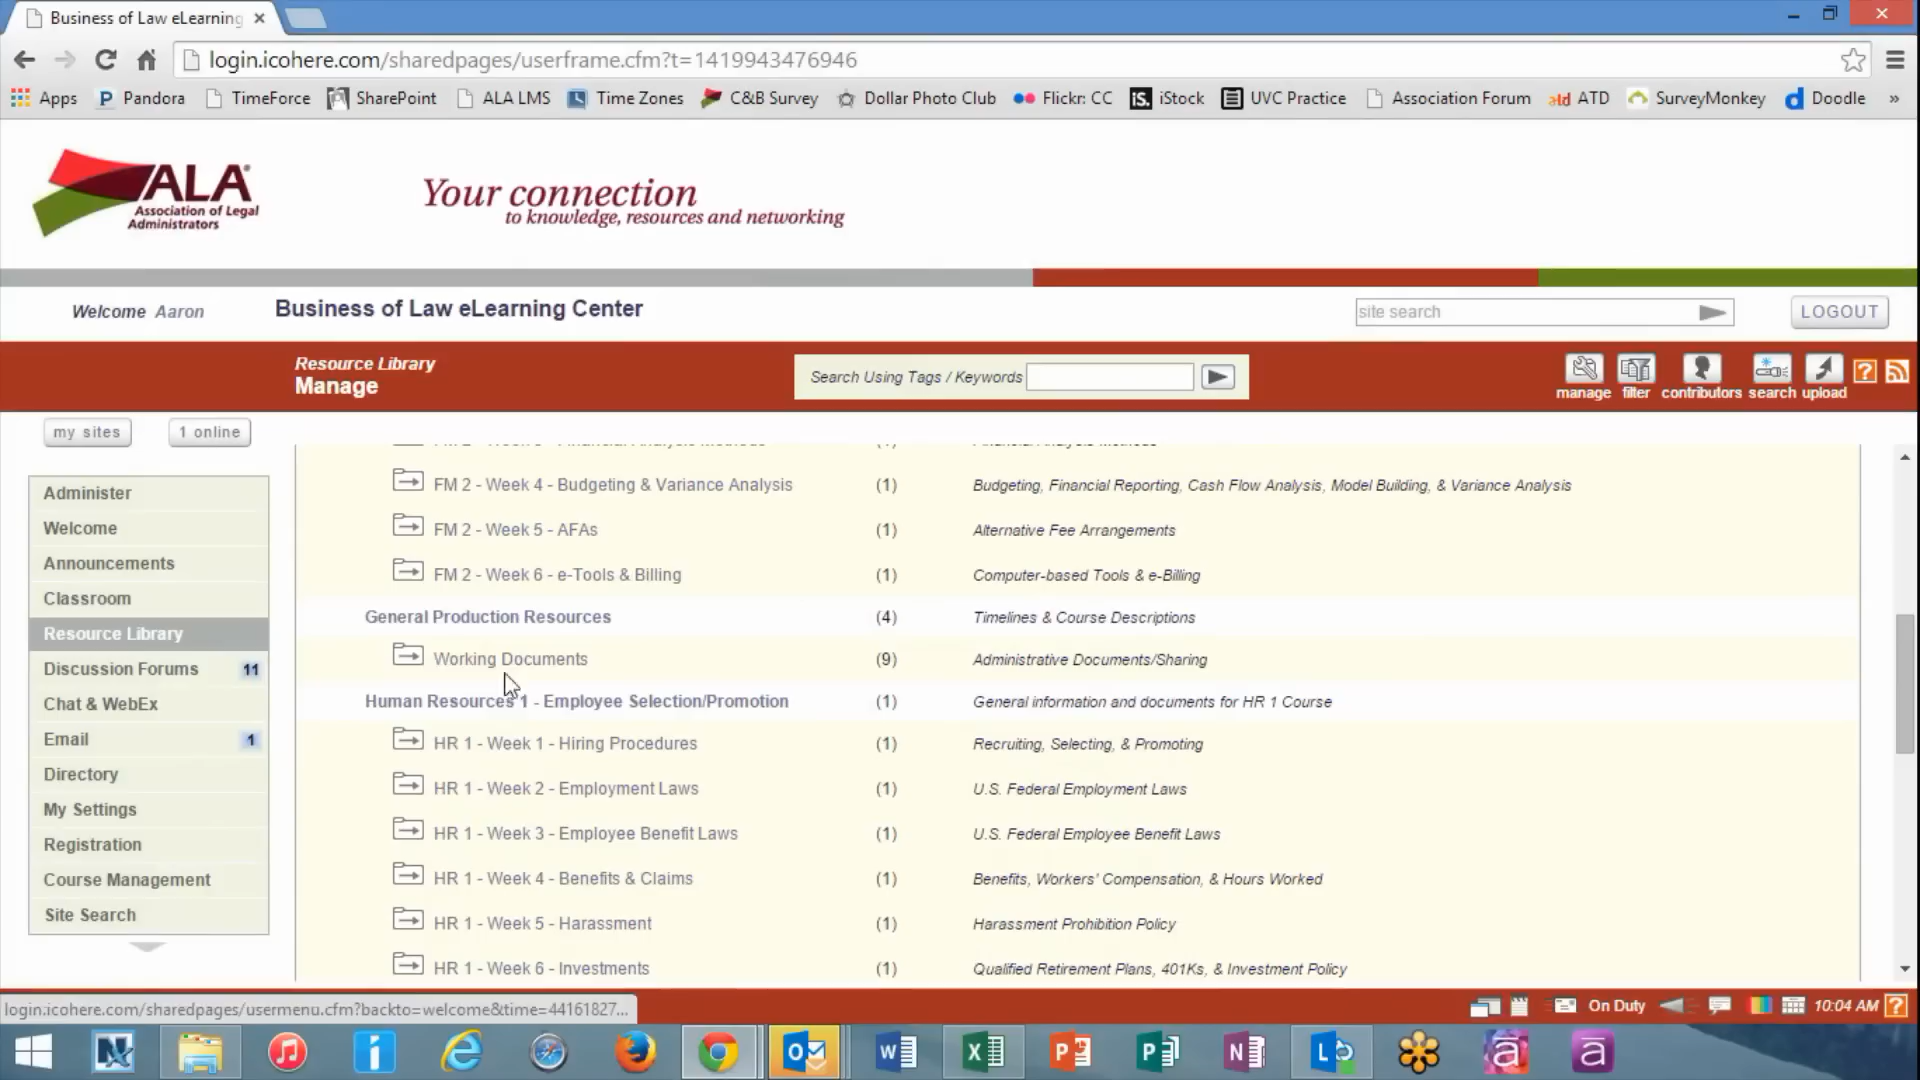 Business of Law eLearning
login.icohere.com/sharedpages/userframe.cfm?t=1419943476946
Apps Pandora TimeForce SharePoint ALA LMS Time Zones C&B Survey Dollar Photo Club Flickr: CC iS. iStock UVC Practice Association Forum atd ATD SurveyMonkey Doodle »
ALA
Association of Legal
Administrators
Your connection
to knowledge, resources and networking
Welcome Aaron
Business of Law eLearning Center
site search
LOGOUT
Resource Library
Manage
Search Using Tags / Keywords
manage filter contributors search upload
my sites
1 online
Administer
Welcome
Announcements
Classroom
Resource Library
Discussion Forums 11
Chat & WebEx
Email 1
Directory
My Settings
Registration
Course Management
Site Search
FM 2 - Week 4 - Budgeting & Variance Analysis (1) Budgeting, Financial Reporting, Cash Flow Analysis, Model Building, & Variance Analysis
FM 2 - Week 5 - AFAs (1) Alternative Fee Arrangements
FM 2 - Week 6 - e-Tools & Billing (1) Computer-based Tools & e-Billing
General Production Resources (4) Timelines & Course Descriptions
Working Documents (9) Administrative Documents/Sharing
Human Resources 1 - Employee Selection/Promotion (1) General information and documents for HR 1 Course
HR 1 - Week 1 - Hiring Procedures (1) Recruiting, Selecting, & Promoting
HR 1 - Week 2 - Employment Laws (1) U.S. Federal Employment Laws
HR 1 - Week 3 - Employee Benefit Laws (1) U.S. Federal Employee Benefit Laws
HR 1 - Week 4 - Benefits & Claims (1) Benefits, Workers' Compensation, & Hours Worked
HR 1 - Week 5 - Harassment (1) Harassment Prohibition Policy
HR 1 - Week 6 - Investments (1) Qualified Retirement Plans, 401Ks, & Investment Policy
login.icohere.com/sharedpages/usermenu.cfm?backto=welcome&time=44161827...
On Duty
10:04 AM